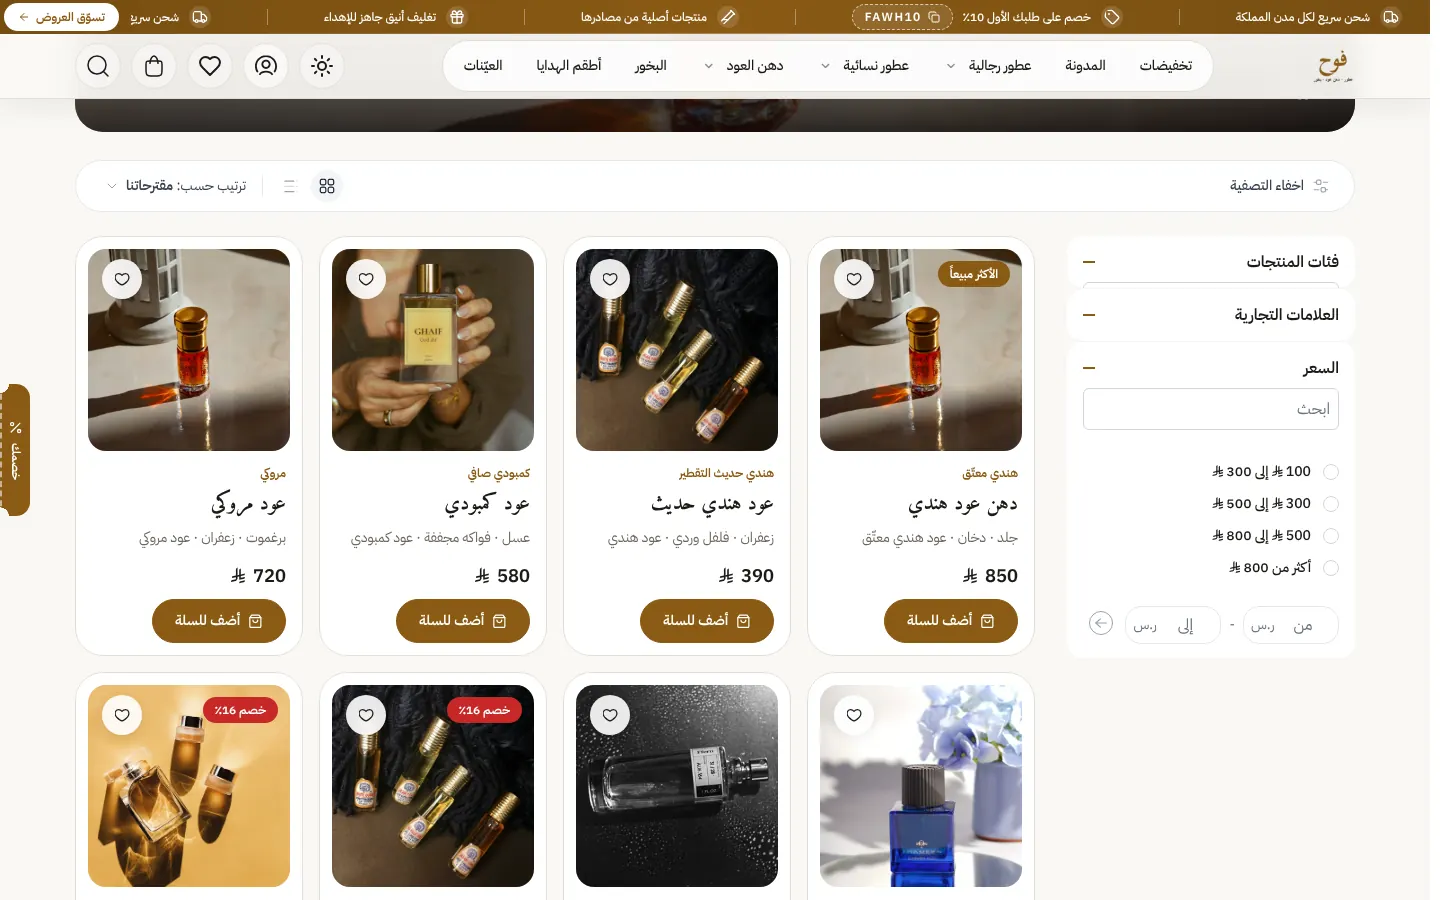 شحن سريع لكل مدن المملكة
خصم على طلبك الأول 10٪
FAWH10
منتجات أصلية من مصادرها
تغليف أنيق جاهز للإهداء
شحن سريع
تسوّق العروض
فوح
تخفيضات
المدونة
عطور رجالية
عطور نسائية
دهن العود
البخور
أطقم الهدايا
العيّنات
اخفاء التصفية
ترتيب حسب: مقترحاتنا
فئات المنتجات
العلامات التجارية
السعر
ابحث
100 إلى 300
300 إلى 500
500 إلى 800
أكثر من 800
من ر.س - إلى ر.س
خصمك
الأكثر مبيعاً
هندي معتّق
دهن عود هندي
جلد · دخان · عود هندي معتّق
850
أضف للسلة
هندي حديث التقطير
عود هندي حديث
زعفران · فلفل وردي · عود هندي
390
أضف للسلة
GHAIF
كمبودي صافي
عود كمبودي
عسل · فواكه مجففة · عود كمبودي
580
أضف للسلة
مروكي
عود مروكي
برغموت · زعفران · عود مروكي
720
أضف للسلة
خصم 16٪
خصم 16٪